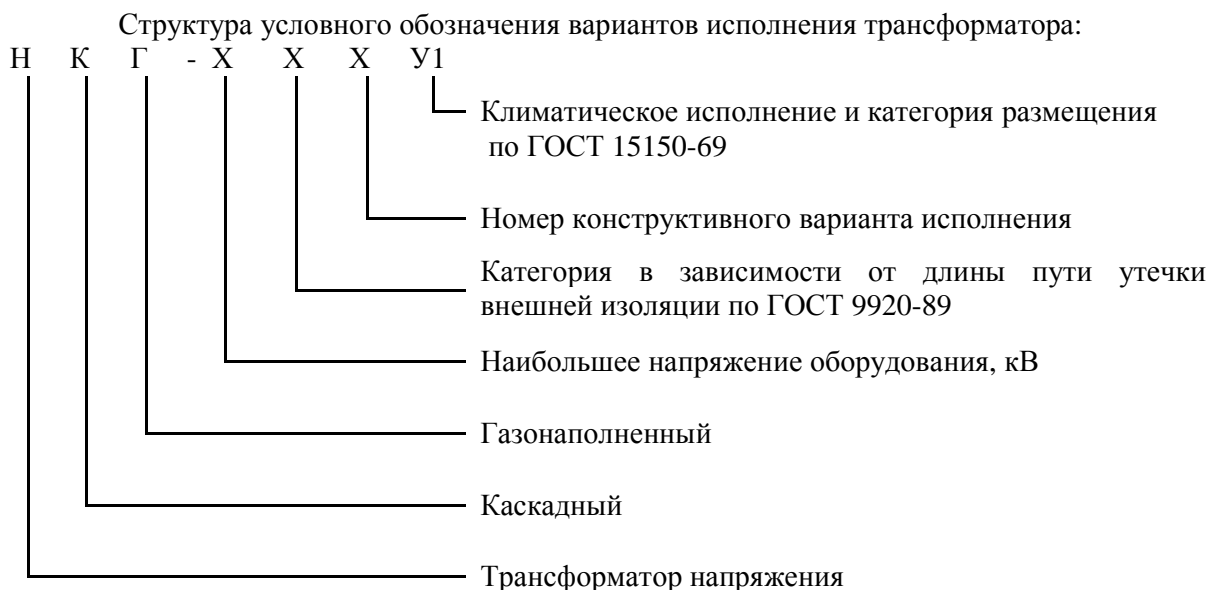 Структура условного обозначения вариантов исполнения трансформатора:
Н К Г - Х Х Х У1
Климатическое исполнение и категория размещения
по ГОСТ 15150-69
Номер конструктивного варианта исполнения
Категория в зависимости от длины пути утечки
внешней изоляции по ГОСТ 9920-89
Наибольшее напряжение оборудования, кВ
Газонаполненный
Каскадный
Трансформатор напряжения